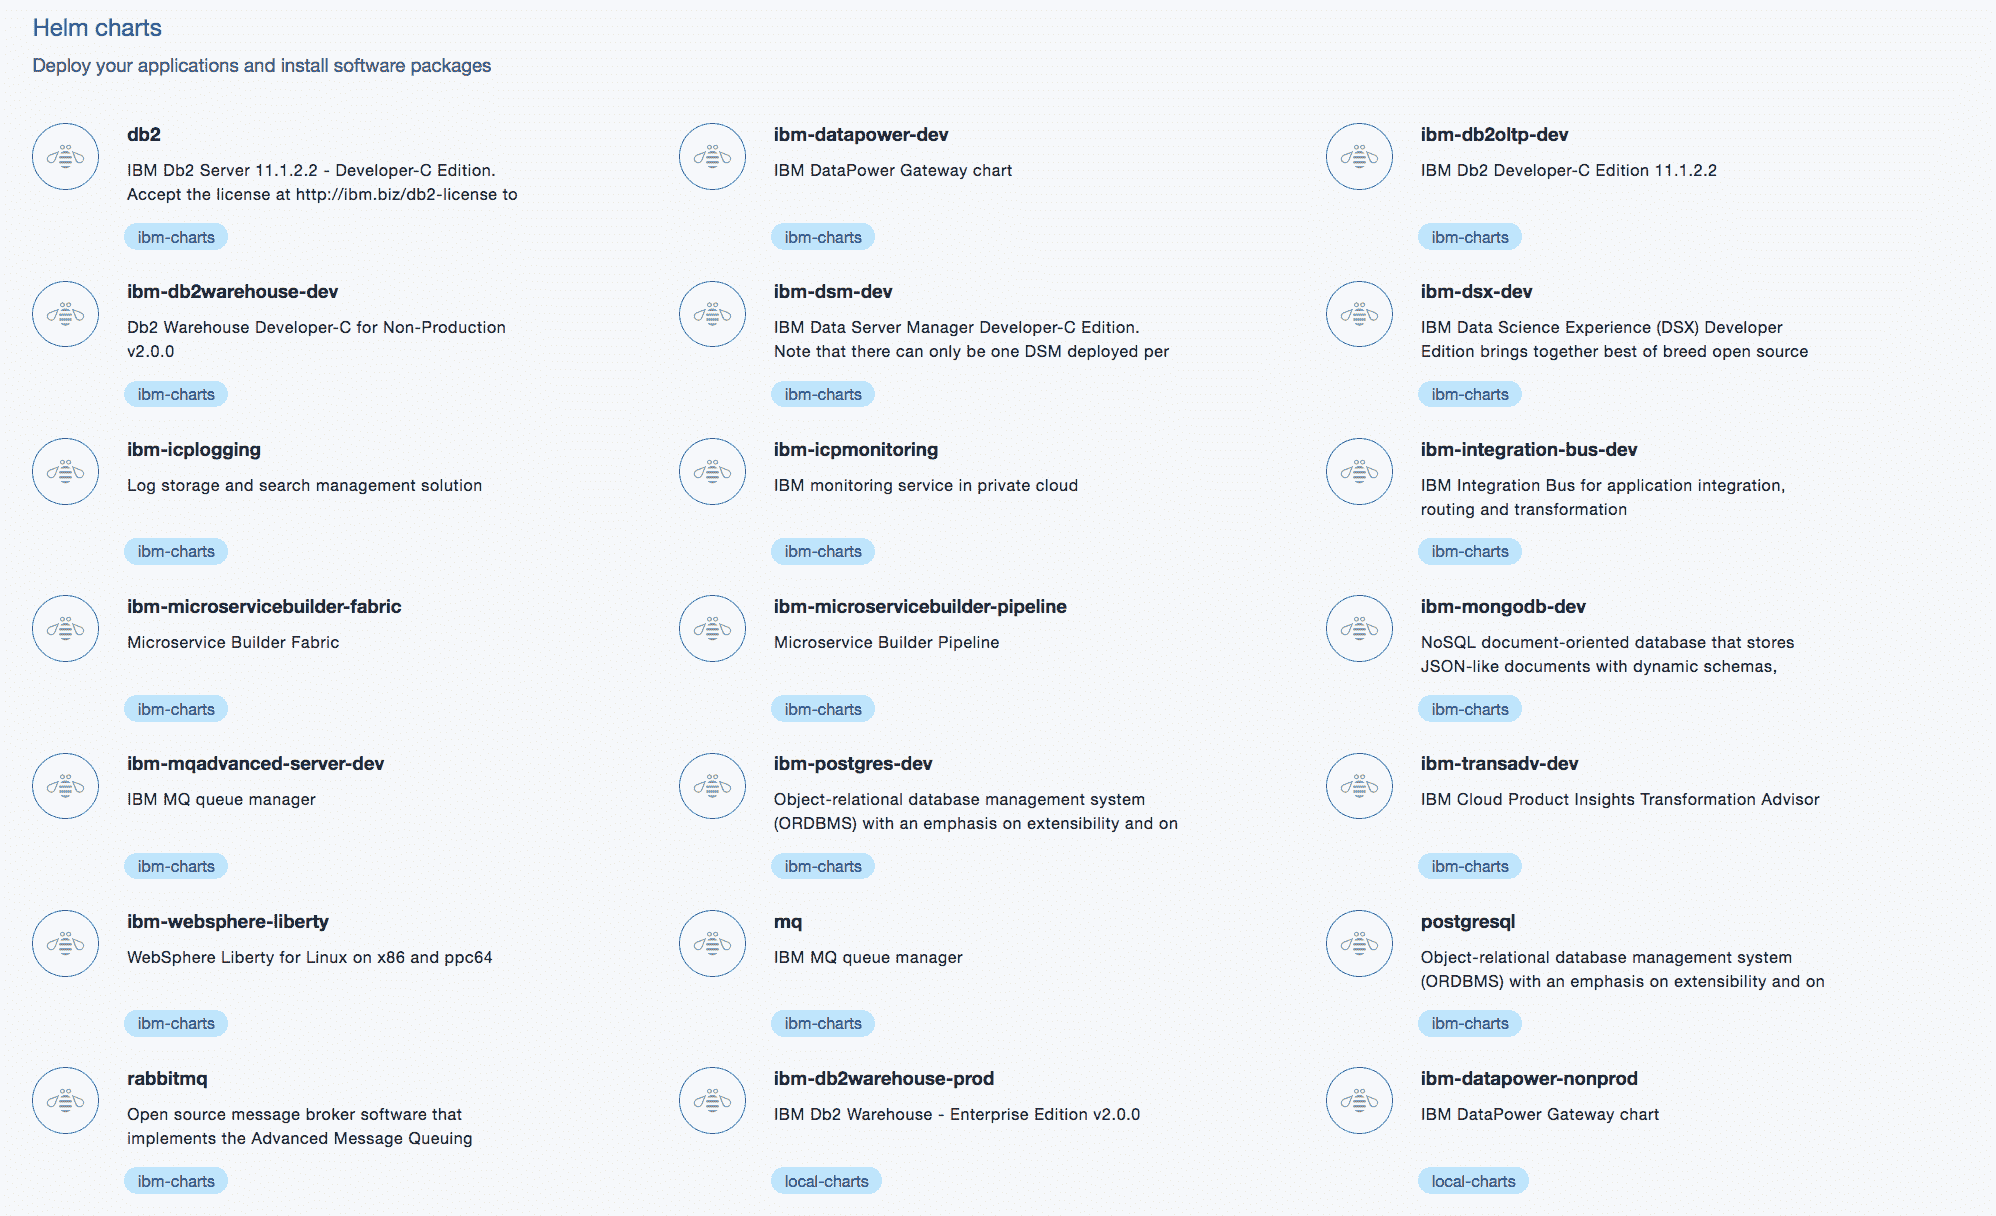 Helm charts
Deploy your applications and install software packages
db2
IBM Db2 Server 11.1.2.2 - Developer-C Edition.
Accept the license at http://ibm.biz/db2-license to
ibm-charts
ibm-datapower-dev
IBM DataPower Gateway chart
ibm-charts
ibm-db2oltp-dev
IBM Db2 Developer-C Edition 11.1.2.2
ibm-charts
ibm-db2warehouse-dev
Db2 Warehouse Developer-C for Non-Production
v2.0.0
ibm-charts
ibm-dsm-dev
IBM Data Server Manager Developer-C Edition.
Note that there can only be one DSM deployed per
ibm-charts
ibm-dsx-dev
IBM Data Science Experience (DSX) Developer
Edition brings together best of breed open source
ibm-charts
ibm-icplogging
Log storage and search management solution
ibm-charts
ibm-icpmonitoring
IBM monitoring service in private cloud
ibm-charts
ibm-integration-bus-dev
IBM Integration Bus for application integration,
routing and transformation
ibm-charts
ibm-microservicebuilder-fabric
Microservice Builder Fabric
ibm-charts
ibm-microservicebuilder-pipeline
Microservice Builder Pipeline
ibm-charts
ibm-mongodb-dev
NoSQL document-oriented database that stores
JSON-like documents with dynamic schemas,
ibm-charts
ibm-mqadvanced-server-dev
IBM MQ queue manager
ibm-charts
ibm-postgres-dev
Object-relational database management system
(ORDBMS) with an emphasis on extensibility and on
ibm-charts
ibm-transadv-dev
IBM Cloud Product Insights Transformation Advisor
ibm-charts
ibm-websphere-liberty
WebSphere Liberty for Linux on x86 and ppc64
ibm-charts
mq
IBM MQ queue manager
ibm-charts
postgresql
Object-relational database management system
(ORDBMS) with an emphasis on extensibility and on
ibm-charts
rabbitmq
Open source message broker software that
implements the Advanced Message Queuing
ibm-charts
ibm-db2warehouse-prod
IBM Db2 Warehouse - Enterprise Edition v2.0.0
local-charts
ibm-datapower-nonprod
IBM DataPower Gateway chart
local-charts